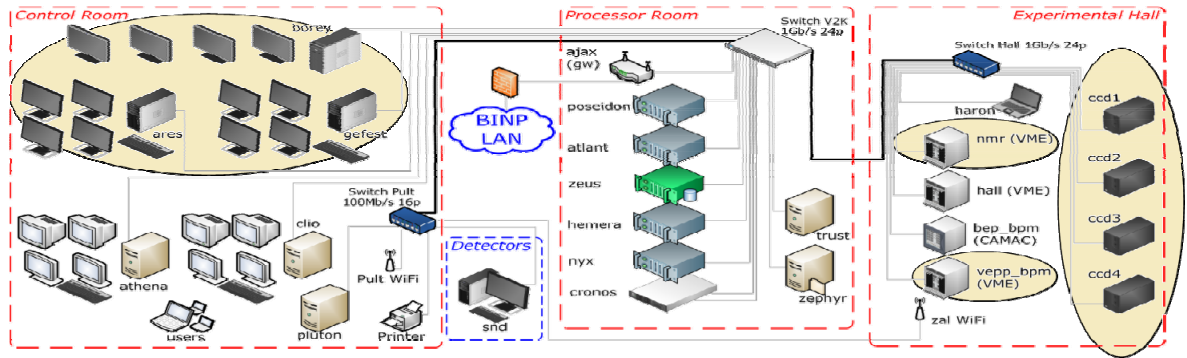 Control Room
borey
ares
gefest
Switch Pult
100Mb/s 16p
clio
athena
Pult WiFi
users
pluton
Printer
BINP
LAN
Detectors
snd
Processor Room
Switch V2K
1Gb/s 24p
ajax
(gw)
poseidon
atlant
zeus
hemera
nyx
cronos
trust
zephyr
Experimental Hall
Switch Hall 1Gb/s 24p
haron
nmr (VME)
hall (VME)
bep_bpm
(CAMAC)
vepp_bpm
(VME)
zal WiFi
ccd1
ccd2
ccd3
ccd4